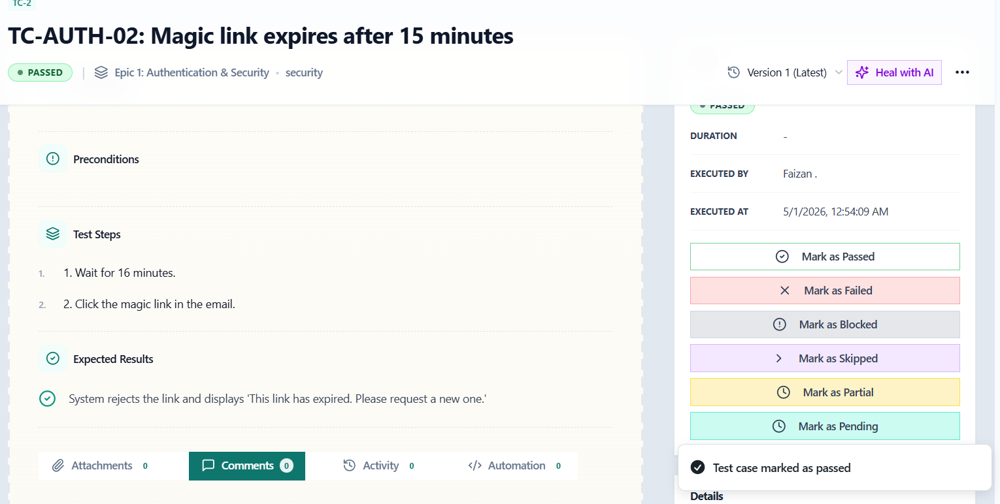 TC-2
TC-AUTH-02: Magic link expires after 15 minutes
PASSED | Epic 1: Authentication & Security • security
Version 1 (Latest) Heal with AI
Preconditions
Test Steps
1. 1. Wait for 16 minutes.
2. 2. Click the magic link in the email.
Expected Results
System rejects the link and displays 'This link has expired. Please request a new one.'
Attachments 0 Comments 0 Activity 0 Automation 0
PASSED
DURATION -
EXECUTED BY Faizan .
EXECUTED AT 5/1/2026, 12:54:09 AM
Mark as Passed
Mark as Failed
Mark as Blocked
Mark as Skipped
Mark as Partial
Mark as Pending
Test case marked as passed
Details